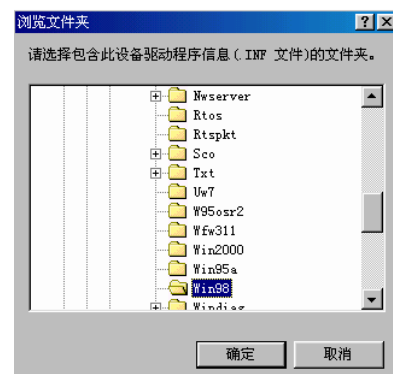 浏览文件夹
请选择包含此设备驱动程序信息(.INF 文件)的文件夹。
Nwserver
Rtos
Rtspkt
Sco
Txt
Uw7
W95osr2
Wfw311
Win2000
Win95a
Win98
Windiag
确定 取消